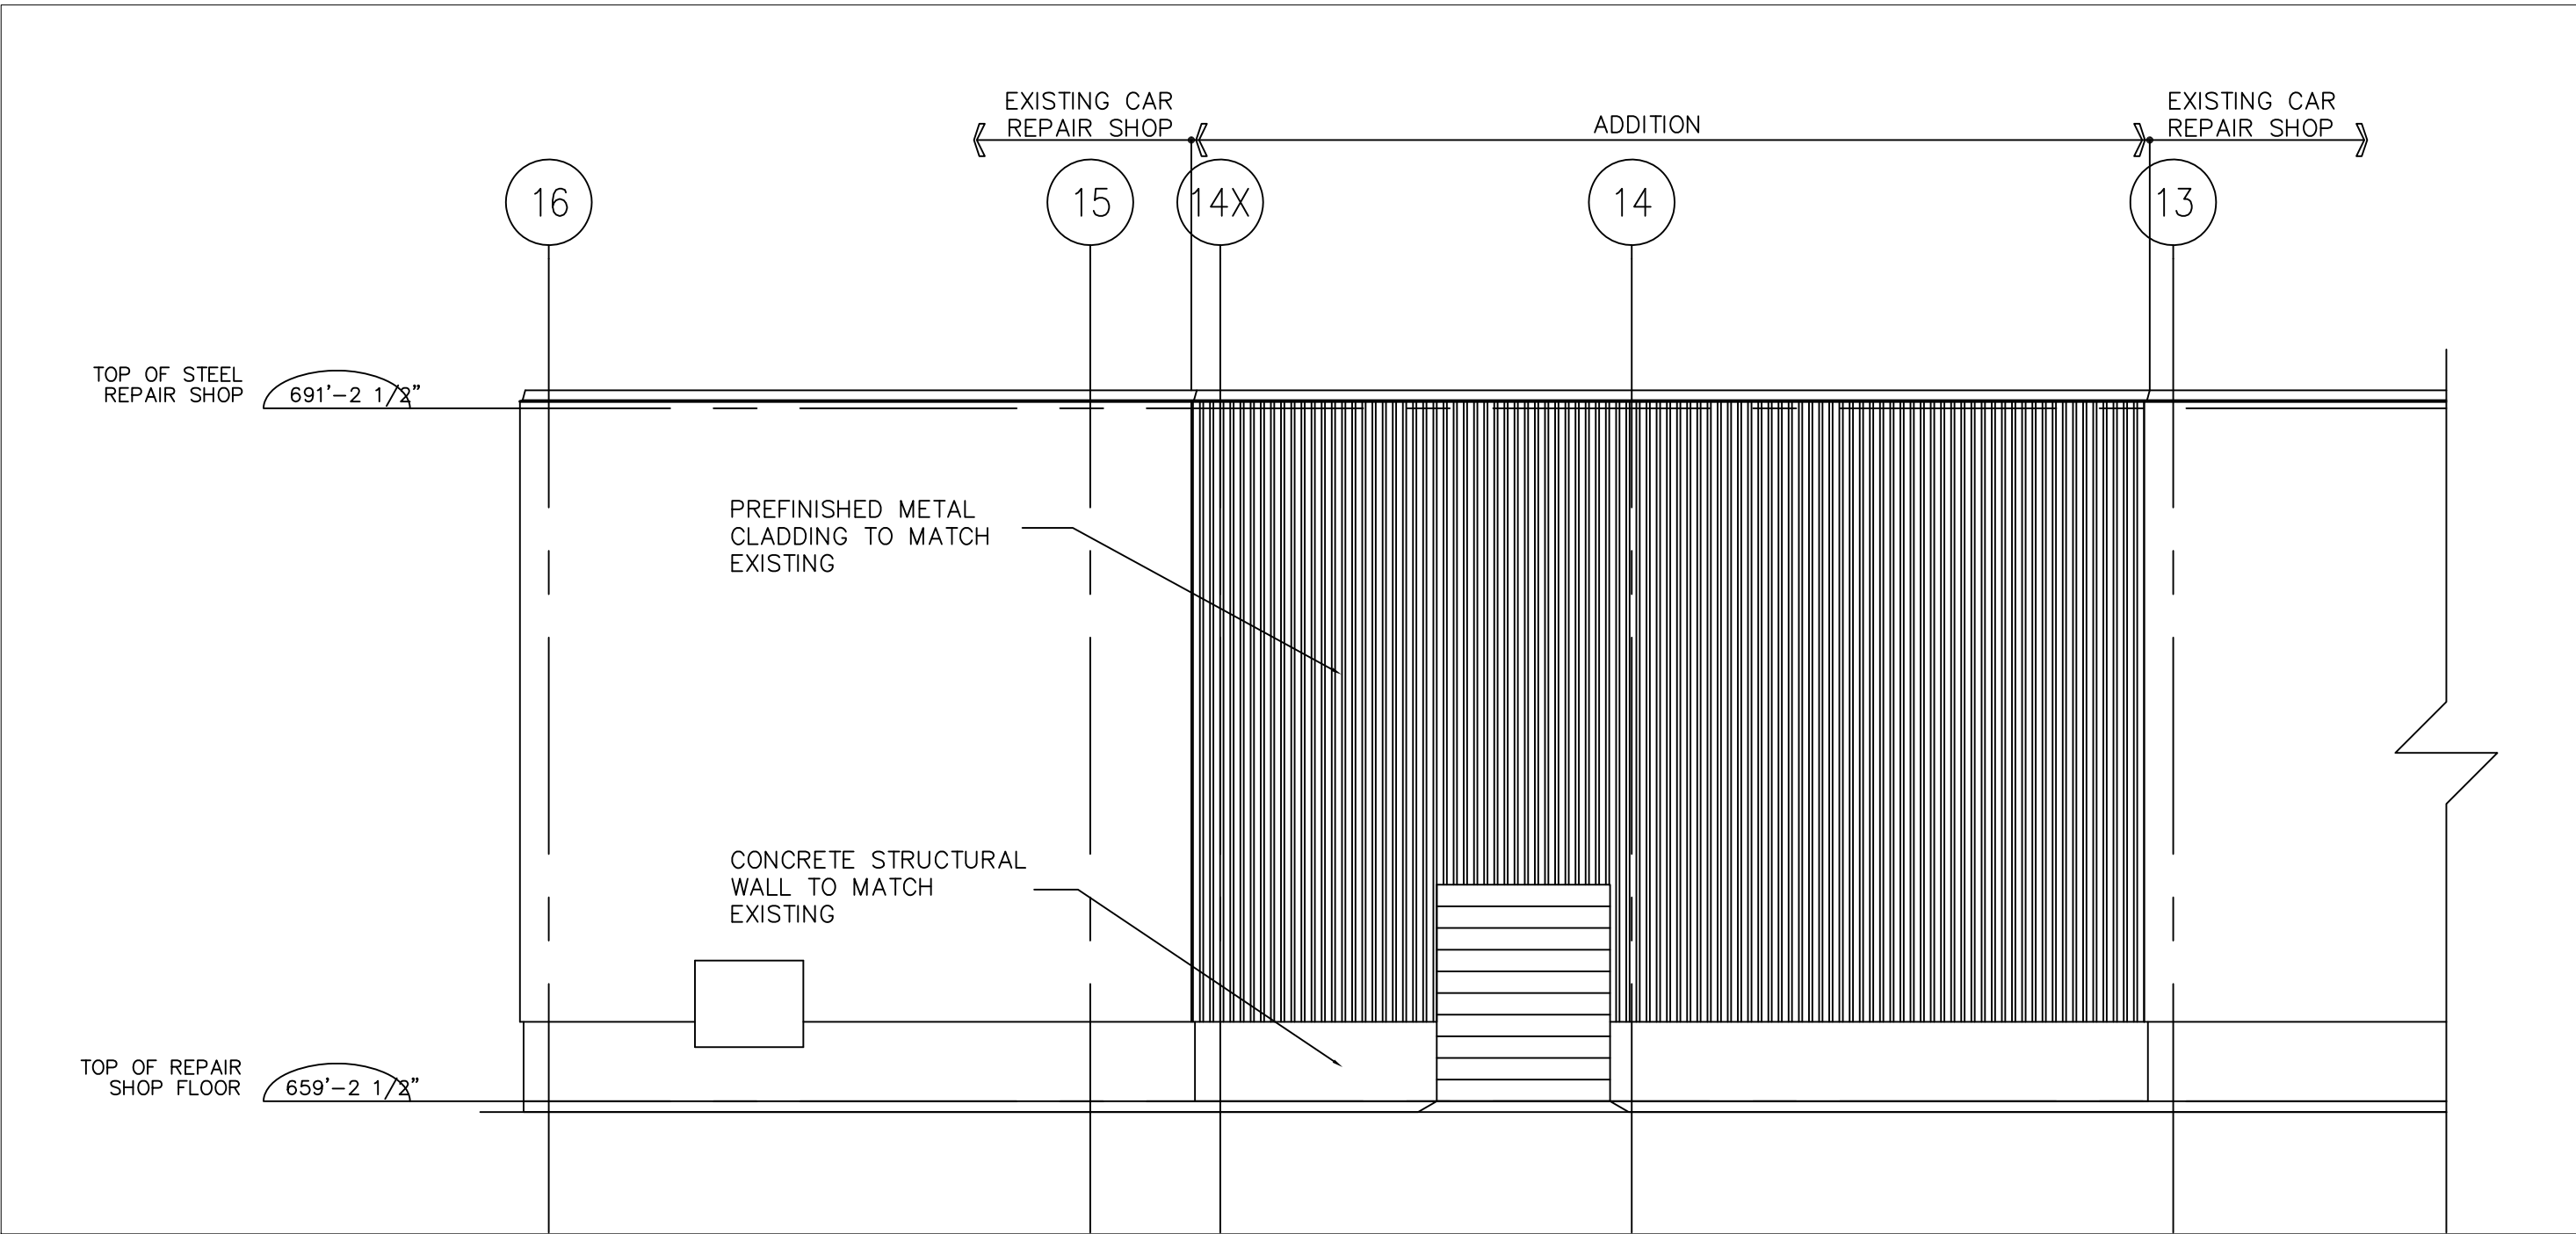 EXISTING CAR
REPAIR SHOP
ADDITION
EXISTING CAR
REPAIR SHOP
16
15
14X
14
13
TOP OF STEEL
REPAIR SHOP
691'-2 1/2"
PREFINISHED METAL
CLADDING TO MATCH
EXISTING
CONCRETE STRUCTURAL
WALL TO MATCH
EXISTING
TOP OF REPAIR
SHOP FLOOR
659'-2 1/2"